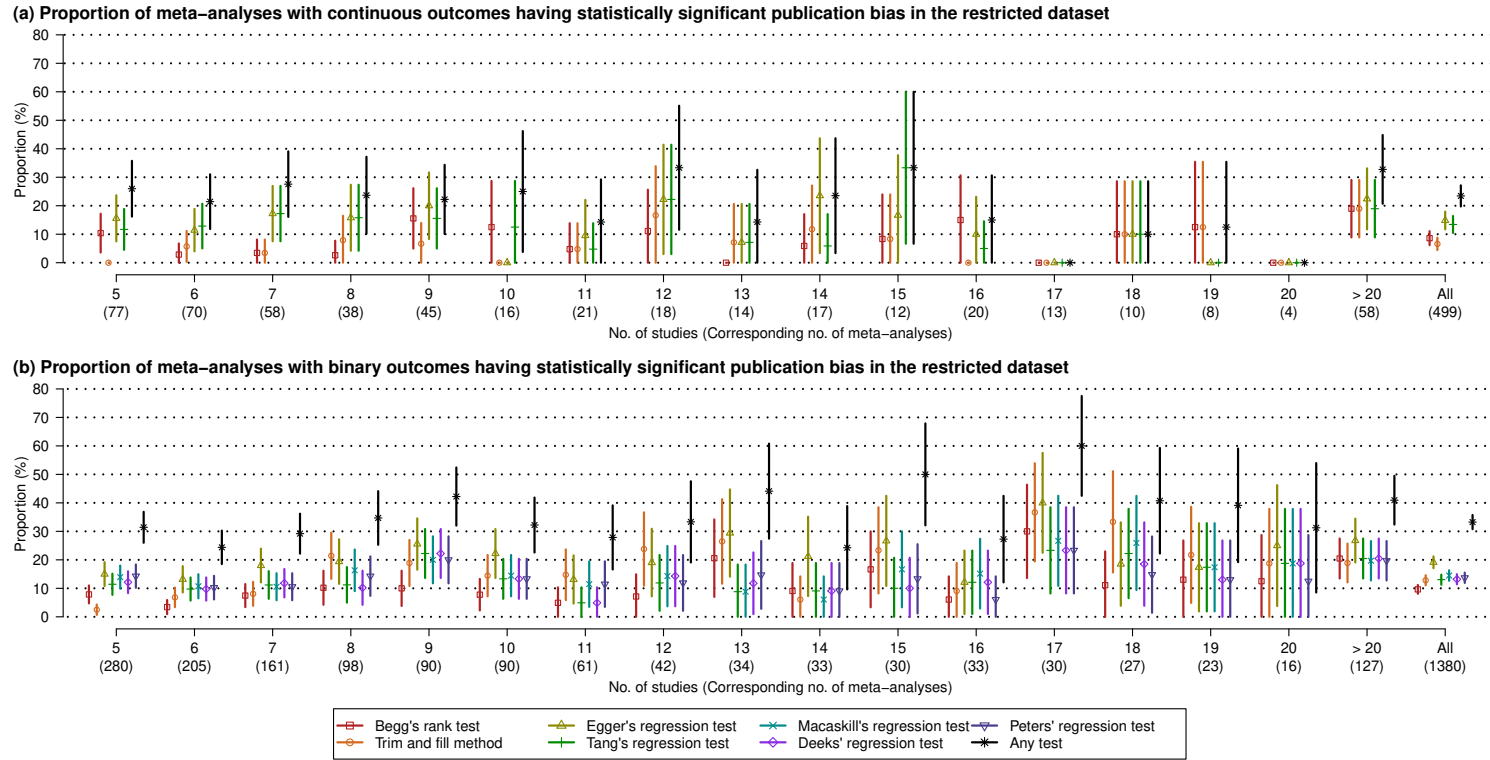 (a) Proportion of meta−analyses with continuous outcomes having statistically significant publication bias in the restricted dataset
Proportion (%)
80
70
60
50
40
30
20
10
0
5 6 7 8 9 10 11 12 13 14 15 16 17 18 19 20 > 20 All
(77) (70) (58) (38) (45) (16) (21) (18) (14) (17) (12) (20) (13) (10) (8) (4) (58) (499)
No. of studies (Corresponding no. of meta−analyses)
(b) Proportion of meta−analyses with binary outcomes having statistically significant publication bias in the restricted dataset
Proportion (%)
80
70
60
50
40
30
20
10
0
5 6 7 8 9 10 11 12 13 14 15 16 17 18 19 20 > 20 All
(280) (205) (161) (98) (90) (90) (61) (42) (34) (33) (30) (33) (30) (27) (23) (16) (127) (1380)
No. of studies (Corresponding no. of meta−analyses)
Begg's rank test Egger's regression test Macaskill's regression test Peters' regression test
Trim and fill method Tang's regression test Deeks' regression test Any test